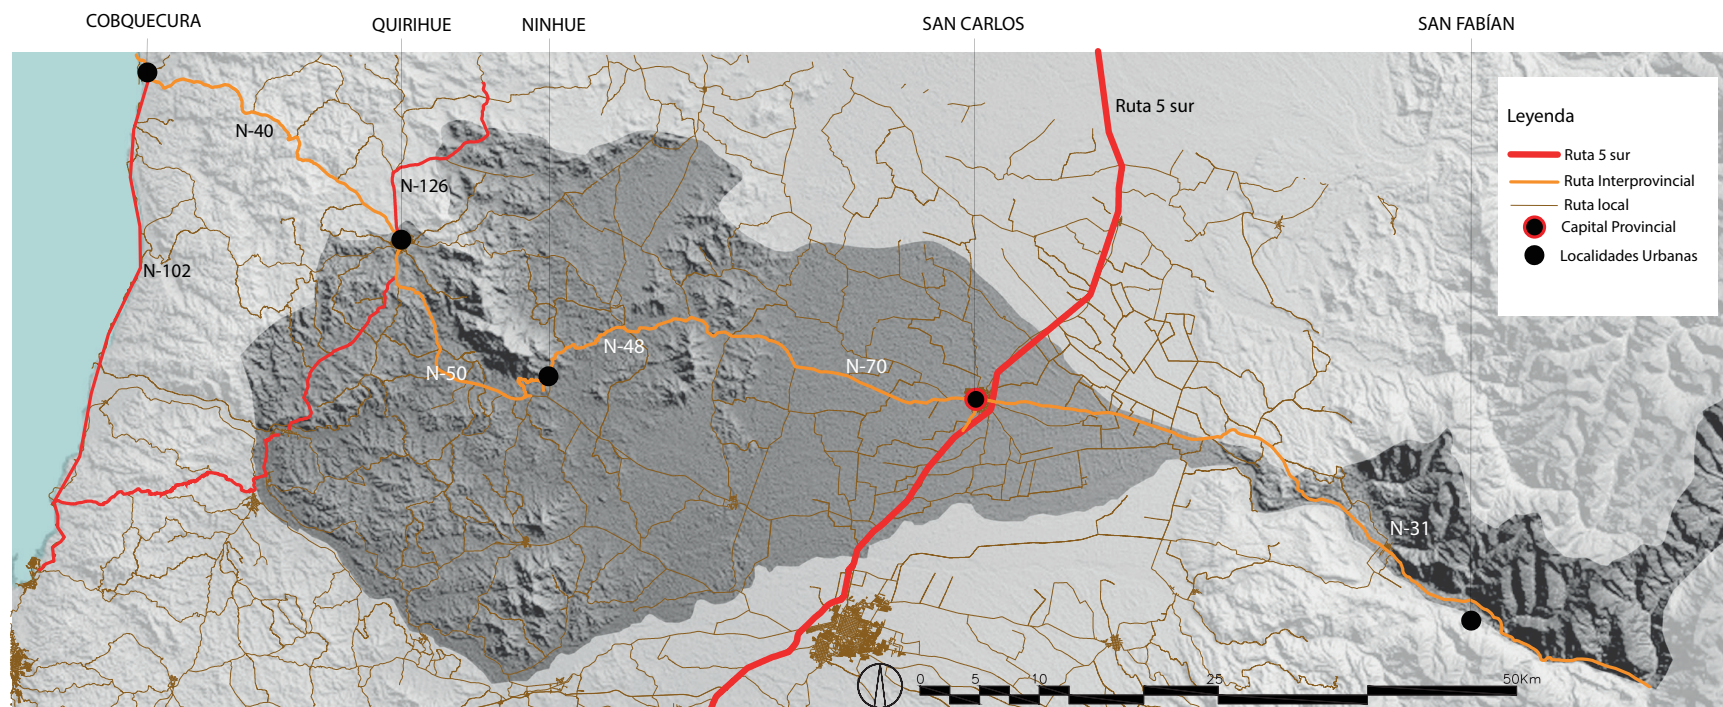 COBQUECURA
QUIRIHUE
NINHUE
SAN CARLOS
SAN FABÍAN
Ruta 5 sur
N-40
N-126
N-102
N-50
N-48
N-70
N-31
Leyenda
Ruta 5 sur
Ruta Interprovincial
Ruta local
Capital Provincial
Localidades Urbanas
0 5 10 25 50Km